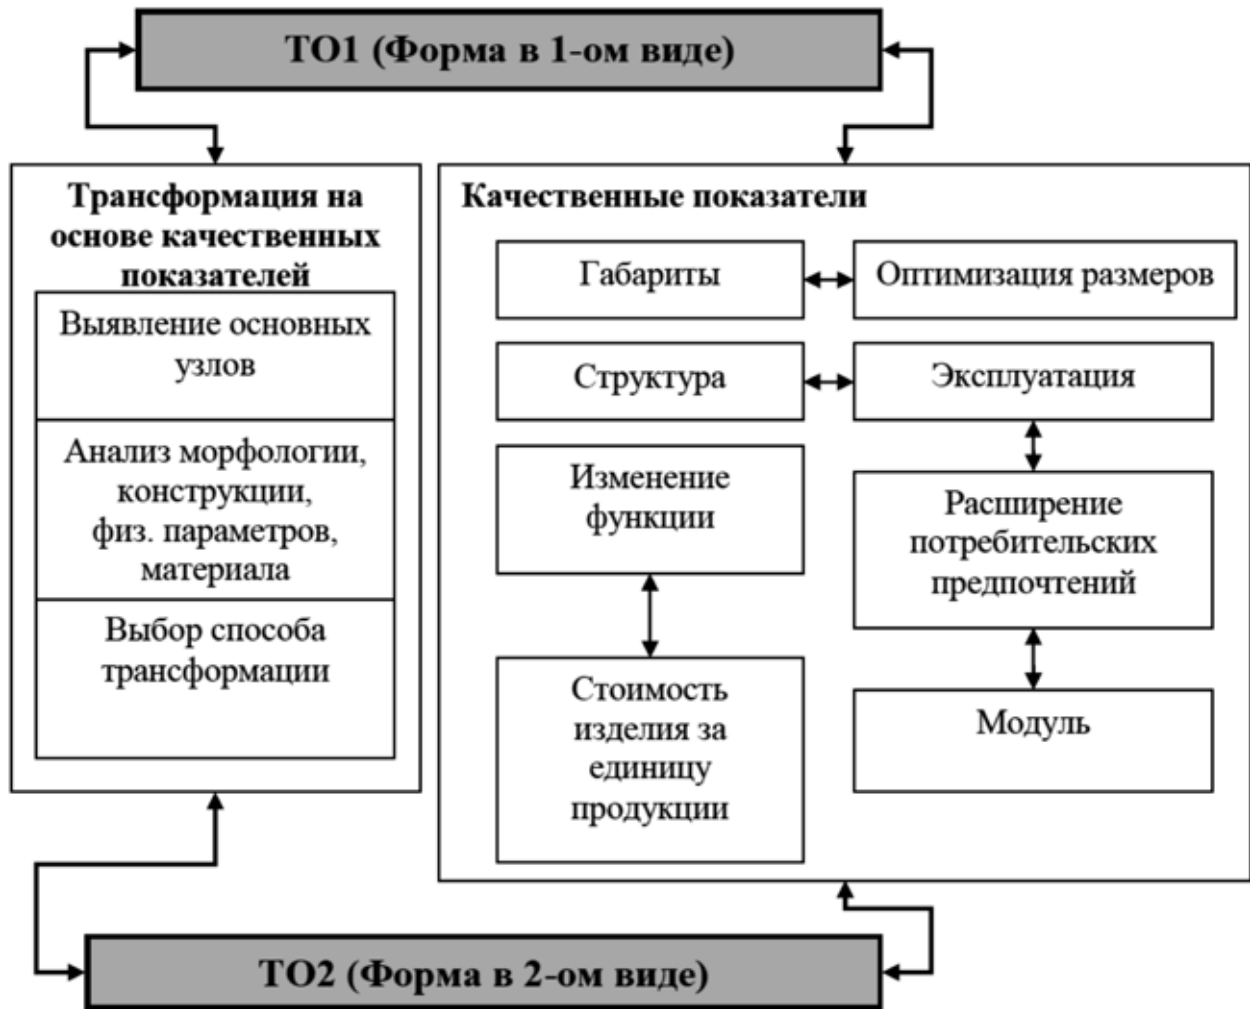 ТО1 (Форма в 1-ом виде)
Трансформация на
основе качественных
показателей
Выявление основных
узлов
Анализ морфологии,
конструкции,
физ. параметров,
материала
Выбор способа
трансформации
Качественные показатели
Габариты
Оптимизация размеров
Структура
Эксплуатация
Изменение
функции
Расширение
потребительских
предпочтений
Стоимость
изделия за
единицу
продукции
Модуль
ТО2 (Форма в 2-ом виде)